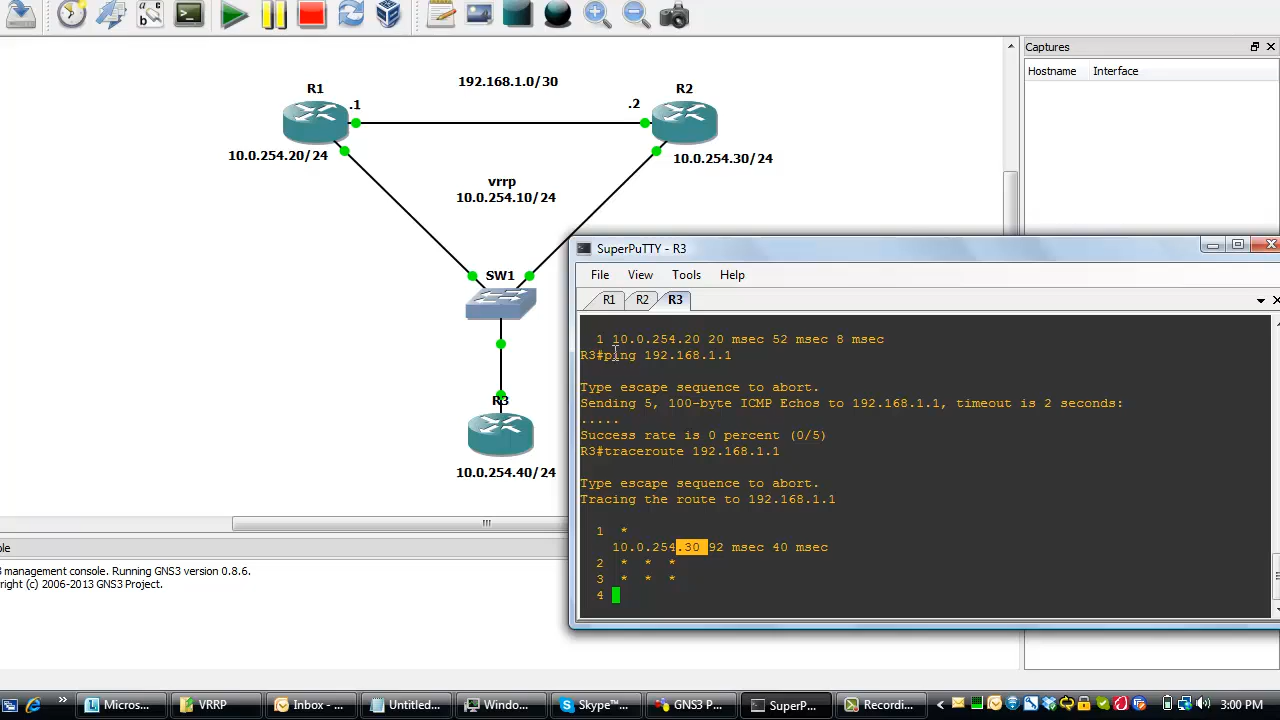 a
b c
Captures
Hostname Interface
192.168.1.0/30
R1
R2
.1
.2
10.0.254.20/24
10.0.254.30/24
vrrp
10.0.254.10/24
SW1
R3
10.0.254.40/24
SuperPuTTY - R3
File View Tools Help
R1 R2 R3
1 10.0.254.20 20 msec 52 msec 8 msec
R3#ping 192.168.1.1
Type escape sequence to abort.
Sending 5, 100-byte ICMP Echos to 192.168.1.1, timeout is 2 seconds:
.....
Success rate is 0 percent (0/5)
R3#traceroute 192.168.1.1
Type escape sequence to abort.
Tracing the route to 192.168.1.1
1 *
10.0.254.30 92 msec 40 msec
2 * * *
3 * * *
4
ole
3 management console. Running GNS3 version 0.8.6.
right (c) 2006-2013 GNS3 Project.
Micros... VRRP Inbox - ... Untitled... Windo... Skype™... GNS3 P... SuperP... Recordi... 3:00 PM